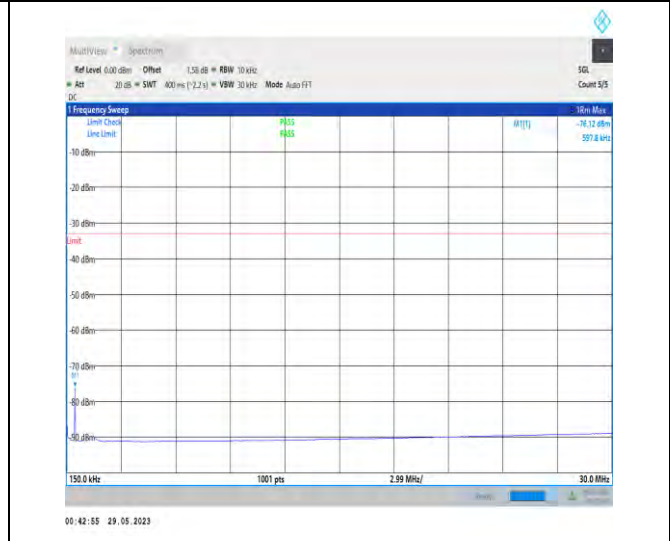 MultiView Spectrum
Ref Level 0.00 dBm Offset 1.58 dB RBW 10 kHz SGL
Att 20 dB SWT 400 ms (~2.2 s) VBW 30 kHz Mode Auto FFT Count 5/5
DC
1 Frequency Sweep 1Rm Max
Limit Check PASS M1[1] -76.12 dBm
Line Limit PASS 597.8 kHz
-10 dBm
-20 dBm
-30 dBm
Limit
-40 dBm
-50 dBm
-60 dBm
-70 dBm
M1
-80 dBm
-90 dBm
150.0 kHz 1001 pts 2.99 MHz/ 30.0 MHz
00:42:55 29.05.2023